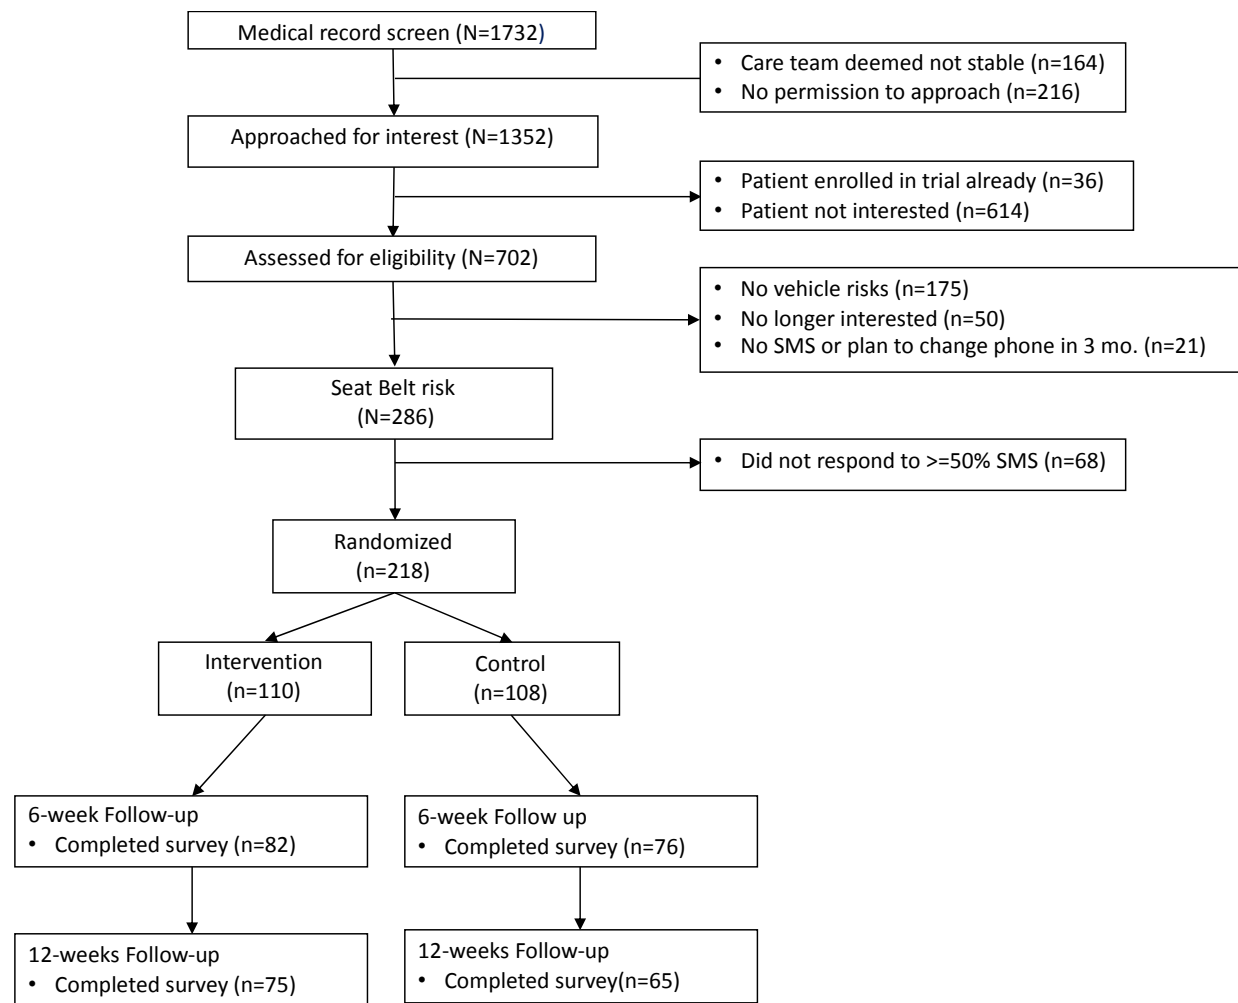 Medical record screen (N=1732)
• Care team deemed not stable (n=164)
• No permission to approach (n=216)
Approached for interest (N=1352)
• Patient enrolled in trial already (n=36)
• Patient not interested (n=614)
Assessed for eligibility (N=702)
• No vehicle risks (n=175)
• No longer interested (n=50)
• No SMS or plan to change phone in 3 mo. (n=21)
Seat Belt risk
(N=286)
• Did not respond to >=50% SMS (n=68)
Randomized
(n=218)
Intervention
(n=110)
Control
(n=108)
6-week Follow-up
• Completed survey (n=82)
6-week Follow up
• Completed survey (n=76)
12-weeks Follow-up
• Completed survey (n=75)
12-weeks Follow-up
• Completed survey(n=65)